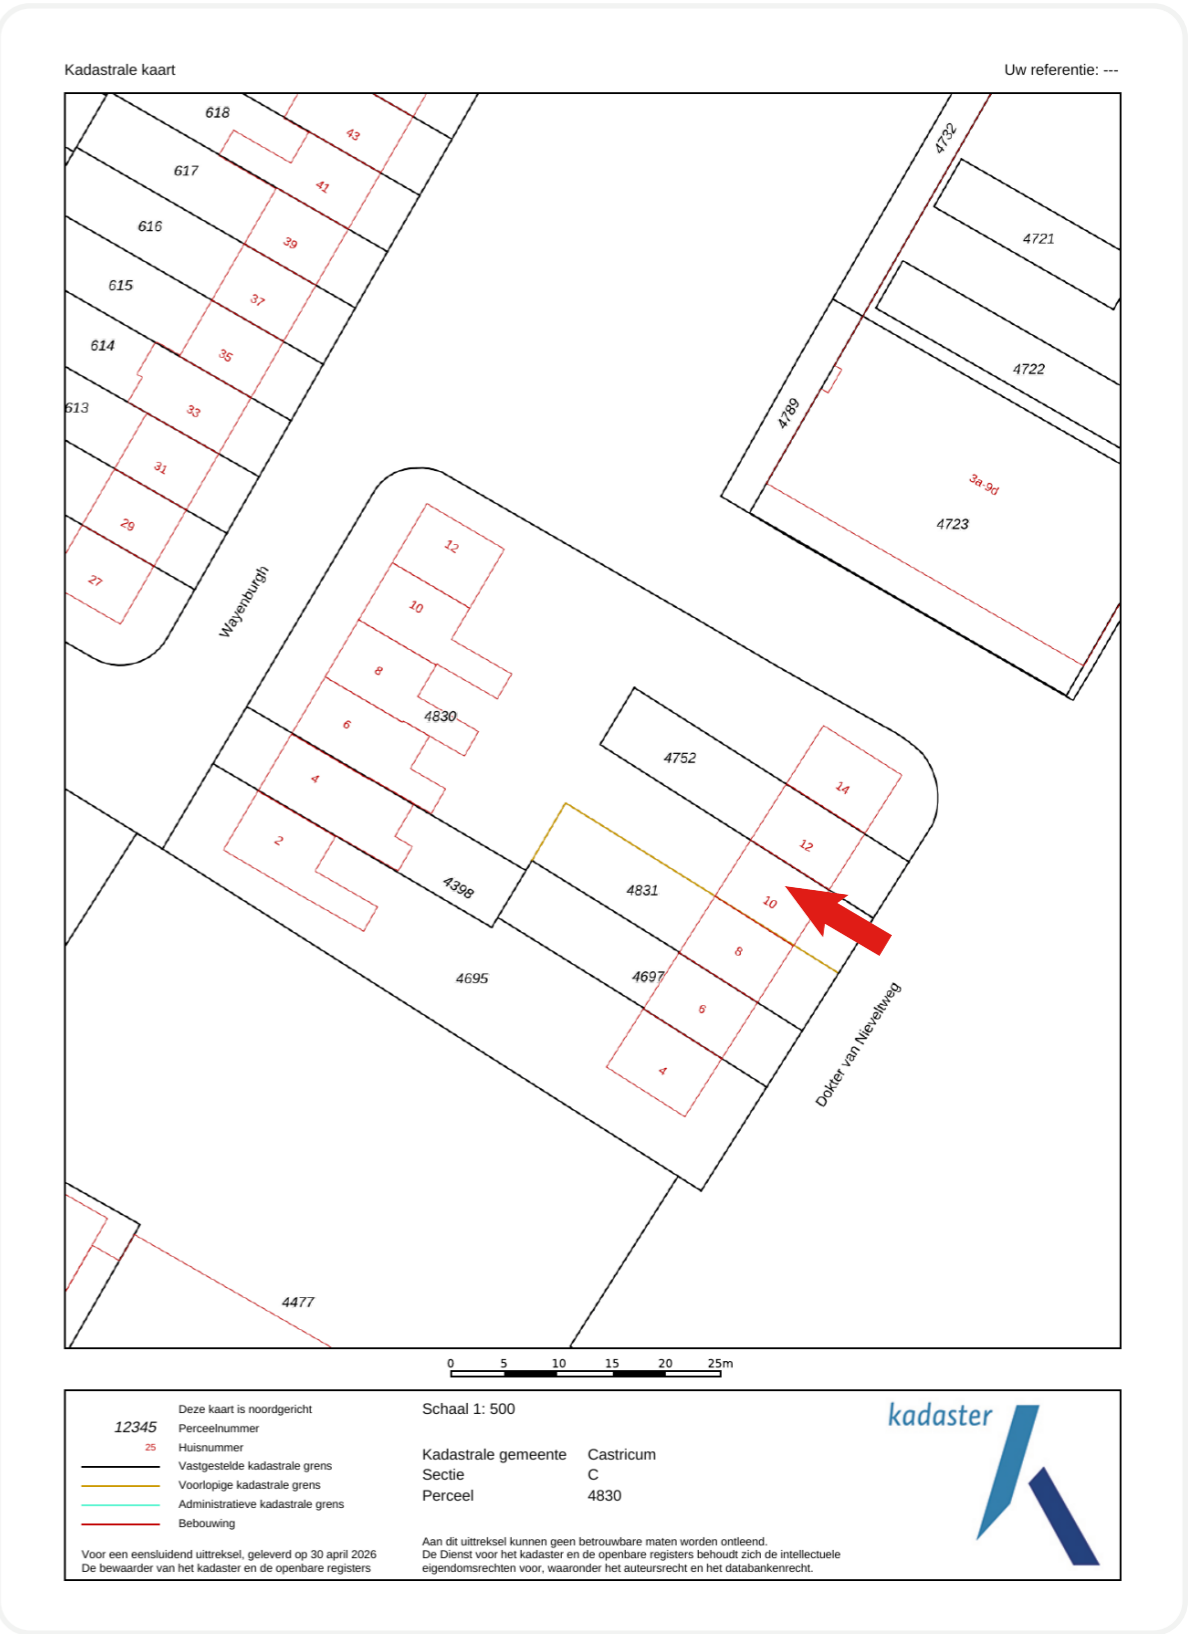 Kadastrale kaart
Uw referentie: ---
618
43
4732
617
41
616
39
4721
615
37
614
35
4722
613
33
4789
31
3a-9d
29
4723
12
27
Wayenburgh
10
8
4830
6
4752
4
14
2
12
4398
4831
10
8
4695
4697
6
Dokter van Nieveltweg
4
4477
0 5 10 15 20 25m
Deze kaart is noordgericht
12345 Perceelnummer
25 Huisnummer
Vastgestelde kadastrale grens
Voorlopige kadastrale grens
Administratieve kadastrale grens
Bebouwing
Voor een eensluidend uittreksel, geleverd op 30 april 2026
De bewaarder van het kadaster en de openbare registers
Schaal 1: 500
Kadastrale gemeente Castricum
Sectie C
Perceel 4830
Aan dit uittreksel kunnen geen betrouwbare maten worden ontleend.
De Dienst voor het kadaster en de openbare registers behoudt zich de intellectuele
eigendomsrechten voor, waaronder het auteursrecht en het databankenrecht.
kadaster